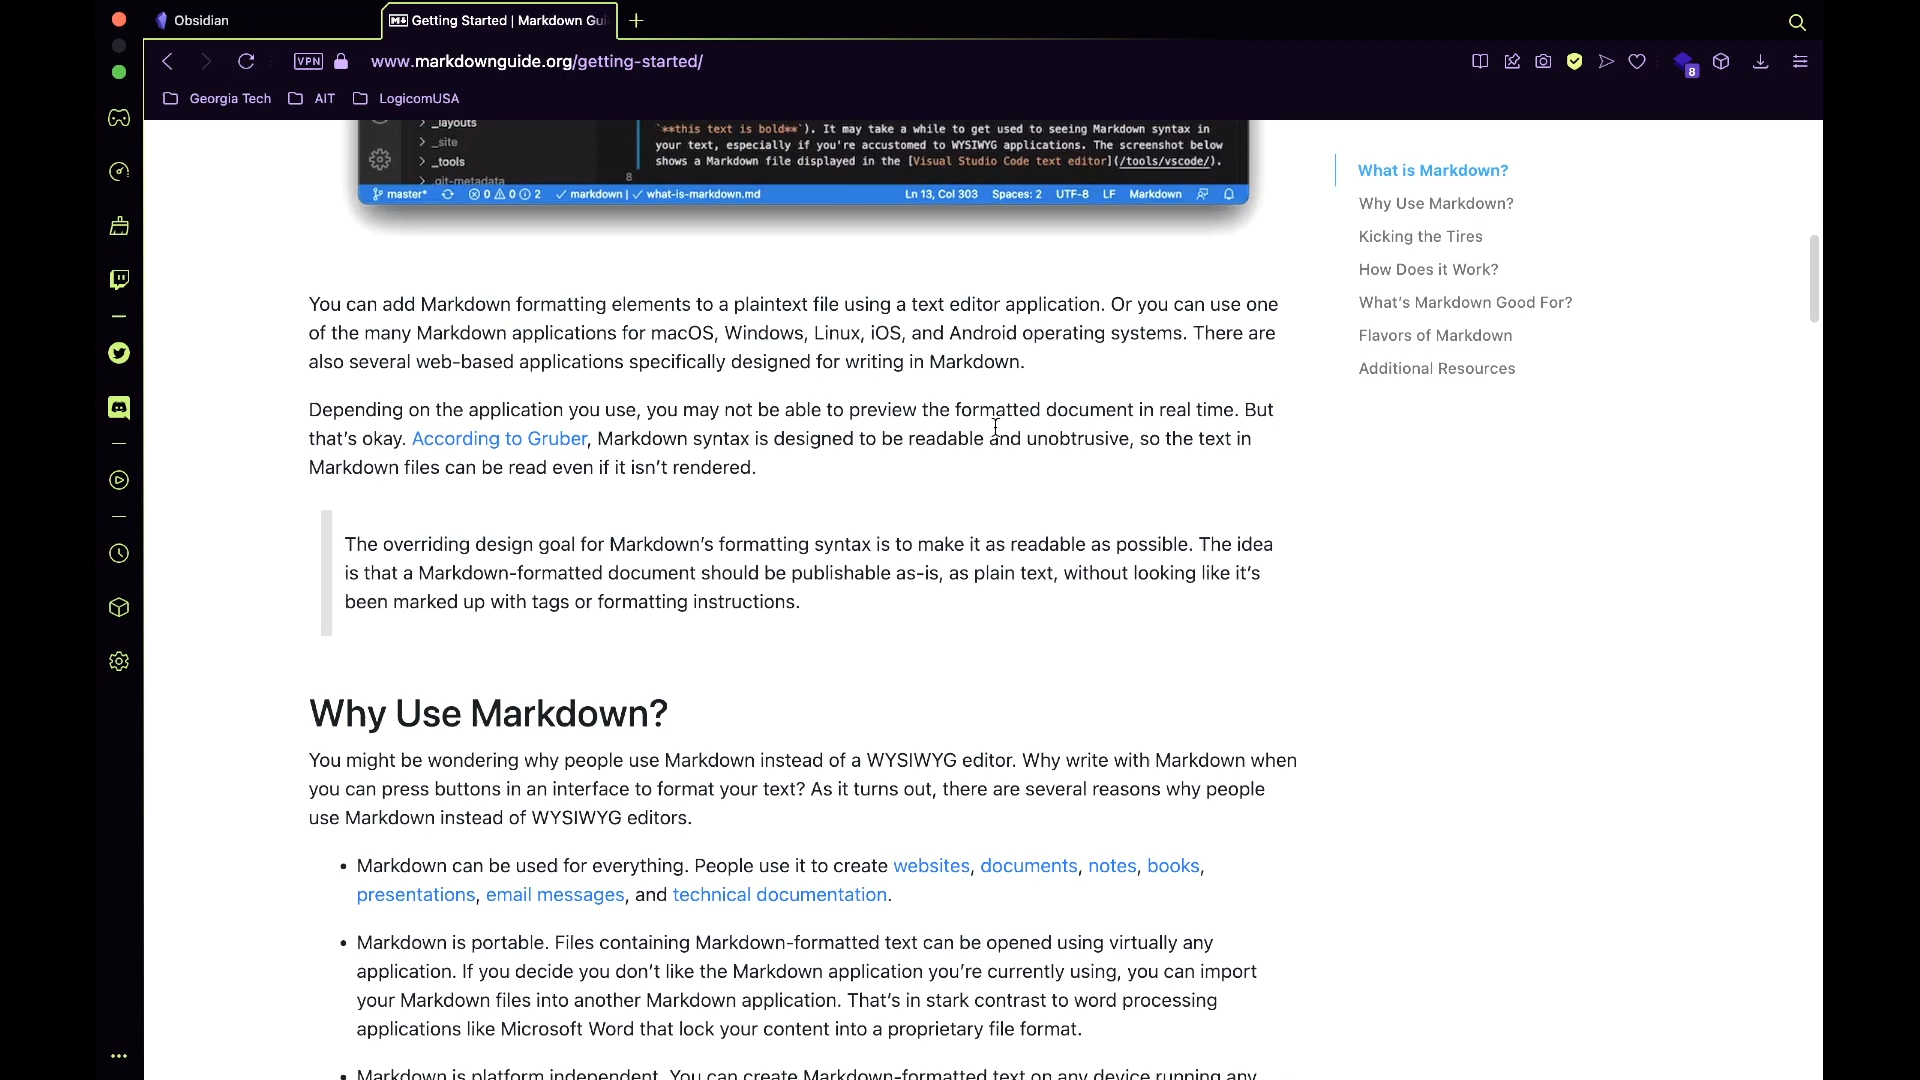 Obsidian
Getting Started | Markdown Gui
VPN
www.markdownguide.org/getting-started/
8
Georgia Tech
AIT
LogicomUSA
_layouts
_site
_tools
git-metadata
`**this text is bold**`). It may take a while to get used to seeing Markdown syntax in
your text, especially if you're accustomed to WYSIWYG applications. The screenshot below
shows a Markdown file displayed in the [Visual Studio Code text editor](/tools/vscode/).
8
master* 0 0 2 markdown | what-is-markdown.md Ln 13, Col 303 Spaces: 2 UTF-8 LF Markdown
You can add Markdown formatting elements to a plaintext file using a text editor application. Or you can use one
of the many Markdown applications for macOS, Windows, Linux, iOS, and Android operating systems. There are
also several web-based applications specifically designed for writing in Markdown.
Depending on the application you use, you may not be able to preview the formatted document in real time. But
that’s okay. According to Gruber, Markdown syntax is designed to be readable and unobtrusive, so the text in
Markdown files can be read even if it isn’t rendered.
The overriding design goal for Markdown’s formatting syntax is to make it as readable as possible. The idea
is that a Markdown-formatted document should be publishable as-is, as plain text, without looking like it’s
been marked up with tags or formatting instructions.
Why Use Markdown?
You might be wondering why people use Markdown instead of a WYSIWYG editor. Why write with Markdown when
you can press buttons in an interface to format your text? As it turns out, there are several reasons why people
use Markdown instead of WYSIWYG editors.
• Markdown can be used for everything. People use it to create websites, documents, notes, books,
presentations, email messages, and technical documentation.
• Markdown is portable. Files containing Markdown-formatted text can be opened using virtually any
application. If you decide you don’t like the Markdown application you’re currently using, you can import
your Markdown files into another Markdown application. That’s in stark contrast to word processing
applications like Microsoft Word that lock your content into a proprietary file format.
• Markdown is platform independent. You can create Markdown-formatted text on any device running any
What is Markdown?
Why Use Markdown?
Kicking the Tires
How Does it Work?
What’s Markdown Good For?
Flavors of Markdown
Additional Resources